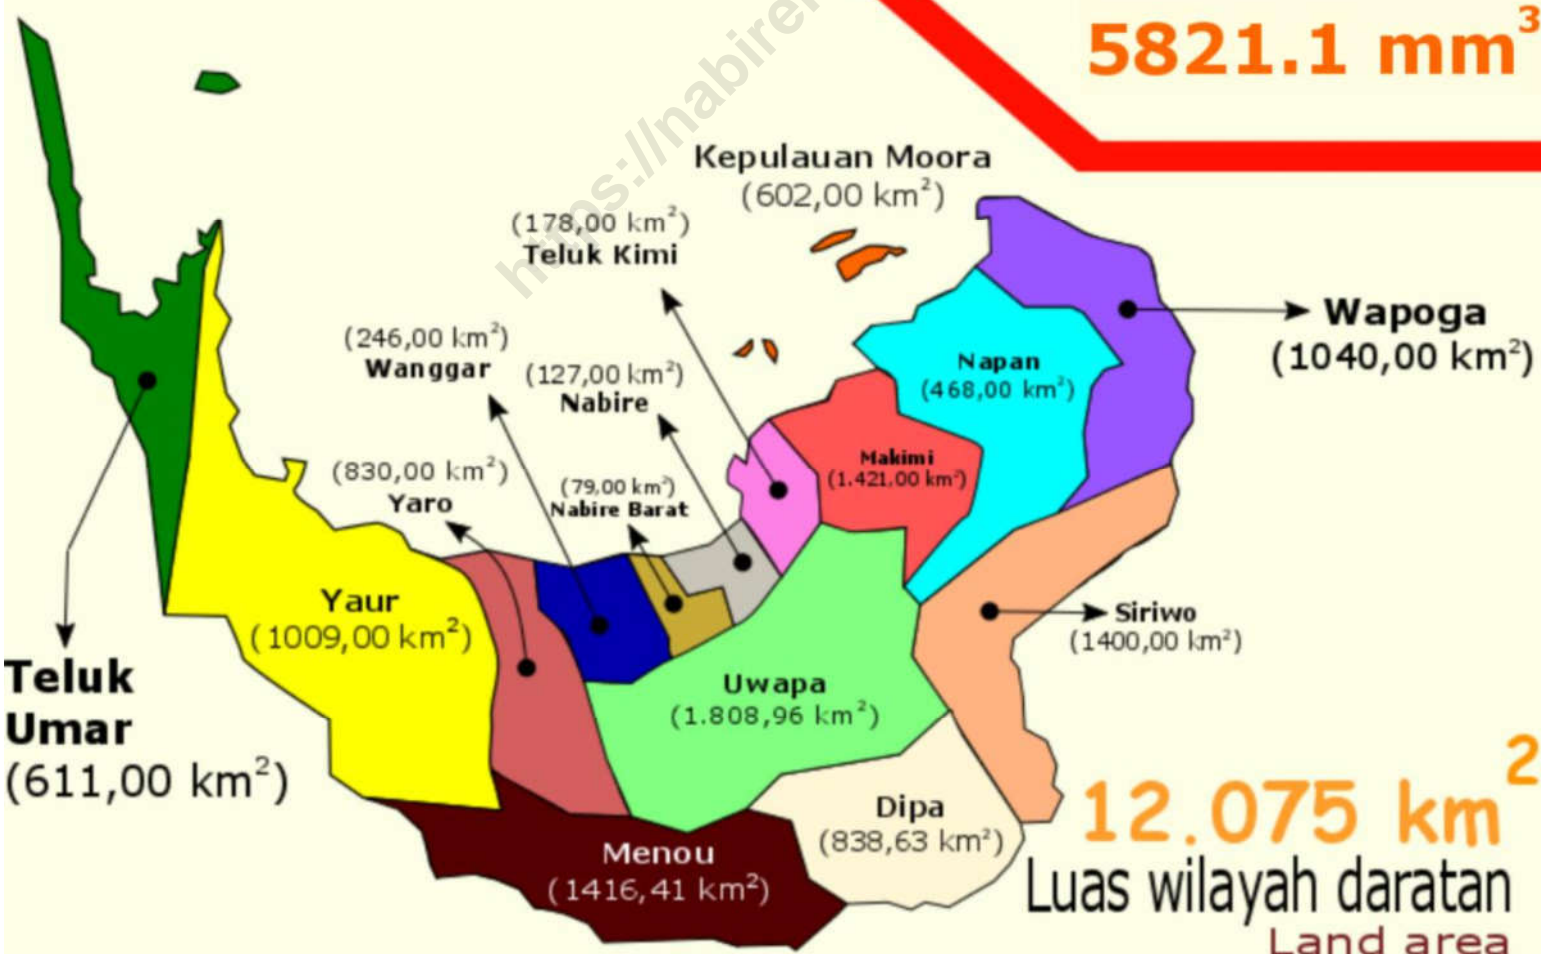 5821.1 mm³
https://nabire
Kepulauan Moora
(602,00 km²)
(178,00 km²)
Teluk Kimi
Wapoga
(1040,00 km²)
(246,00 km²)
Wanggar
(127,00 km²)
Nabire
Napan
(468,00 km²)
(830,00 km²)
Yaro
(79,00 km²)
Nabire Barat
Makimi
(1.421,00 km²)
Yaur
(1009,00 km²)
Siriwo
(1400,00 km²)
Teluk
Umar
(611,00 km²)
Uwapa
(1.808,96 km²)
Dipa
(838,63 km²)
Menou
(1416,41 km²)
12.075 km²
Luas wilayah daratan
Land area